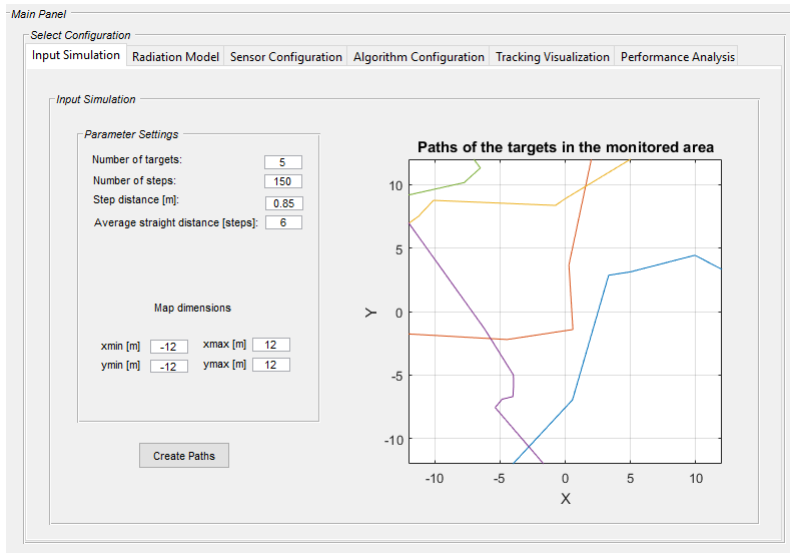 Main Panel
Select Configuration
Input Simulation Radiation Model Sensor Configuration Algorithm Configuration Tracking Visualization Performance Analysis
Input Simulation
Parameter Settings
Number of targets: 5
Number of steps: 150
Step distance [m]: 0.85
Average straight distance [steps]: 6
Map dimensions
xmin [m] -12 xmax [m] 12
ymin [m] -12 ymax [m] 12
Create Paths
Paths of the targets in the monitored area
10
5
0
-5
-10
Y
-10 -5 0 5 10
X